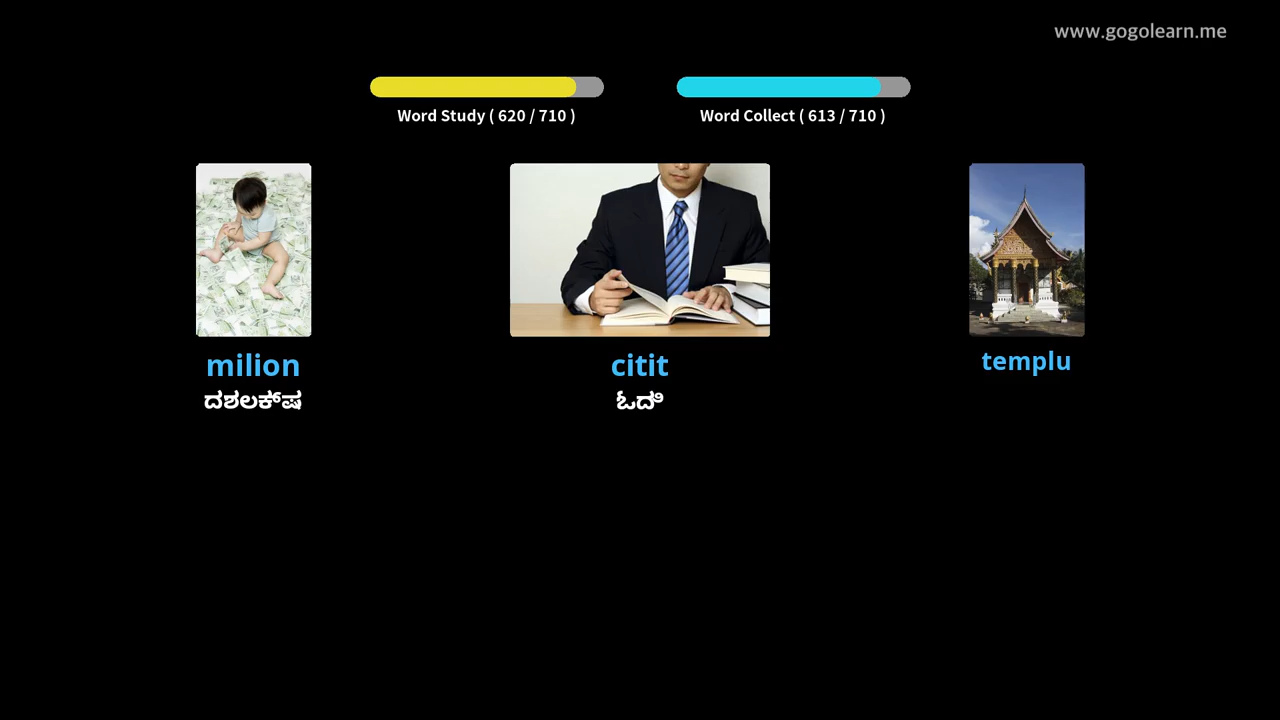 www.gogolearn.me
Word Study ( 620 / 710 )
Word Collect ( 613 / 710 )
milion
ದಶಲಕ್‌ಷ
citit
ಓದಿ
templu